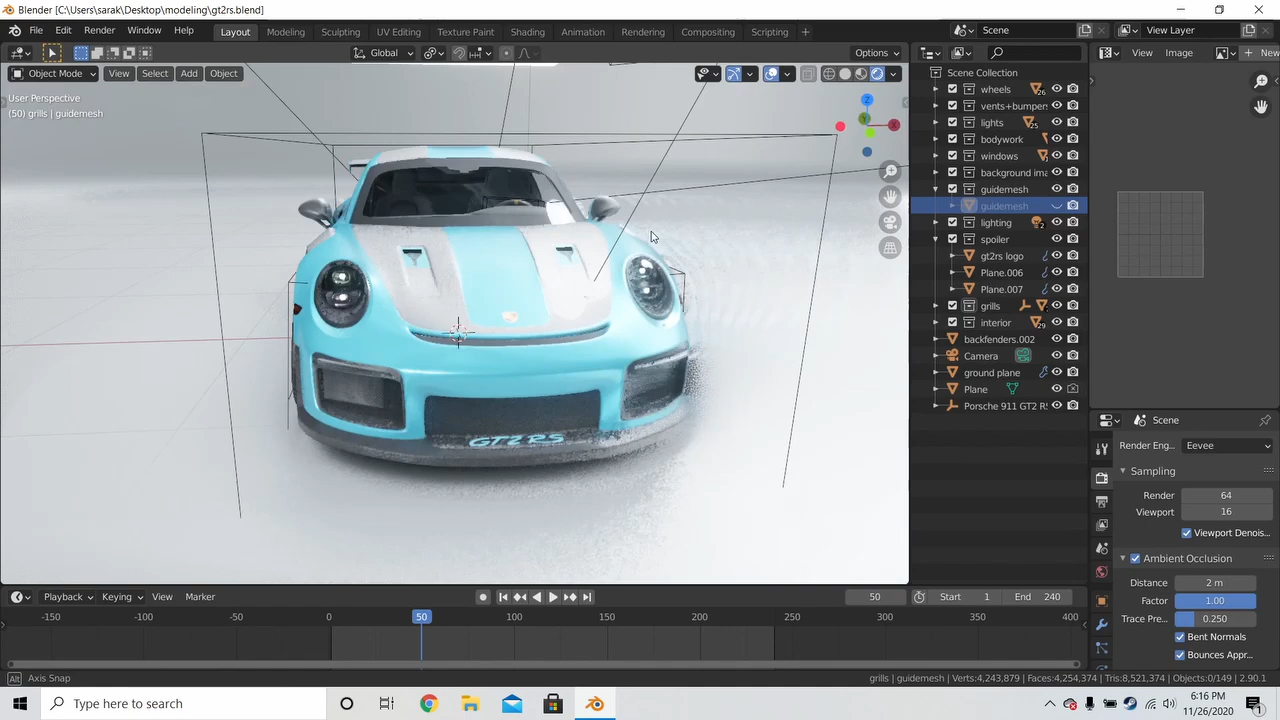 Blender [C:\Users\sarak\Desktop\modeling\gt2rs.blend]
File Edit Render Window Help Layout Modeling Sculpting UV Editing Texture Paint Shading Animation Rendering Compositing Scripting + Scene View Layer
Global Options View Image New
Object Mode View Select Add Object Scene Collection
User Perspective
(50) grills | guidemesh
wheels 26
vents+bumpers
lights 25
bodywork
windows
background ima
guidemesh
guidemesh
lighting 2
spoiler
gt2rs logo
Plane.006
Plane.007
grills
interior 29
backfenders.002
Camera
ground plane
Plane
Porsche 911 GT2 RS
Z
Y
X
GT2 RS
Scene
Render Eng... Eevee
Sampling
Render 64
Viewport 16
Viewport Denois...
Ambient Occlusion
Distance 2 m
Factor 1.00
Trace Pre... 0.250
Bent Normals
Bounces Appr...
Playback Keying View Marker 50 Start 1 End 240
-150 -100 -50 0 50 100 150 200 250 300 350 400
Alt Axis Snap grills | guidemesh | Verts:4,243,879 | Faces:4,254,374 | Tris:8,521,374 | Objects:0/149 | 2.90.1
Type here to search
6:16 PM
11/26/2020
1